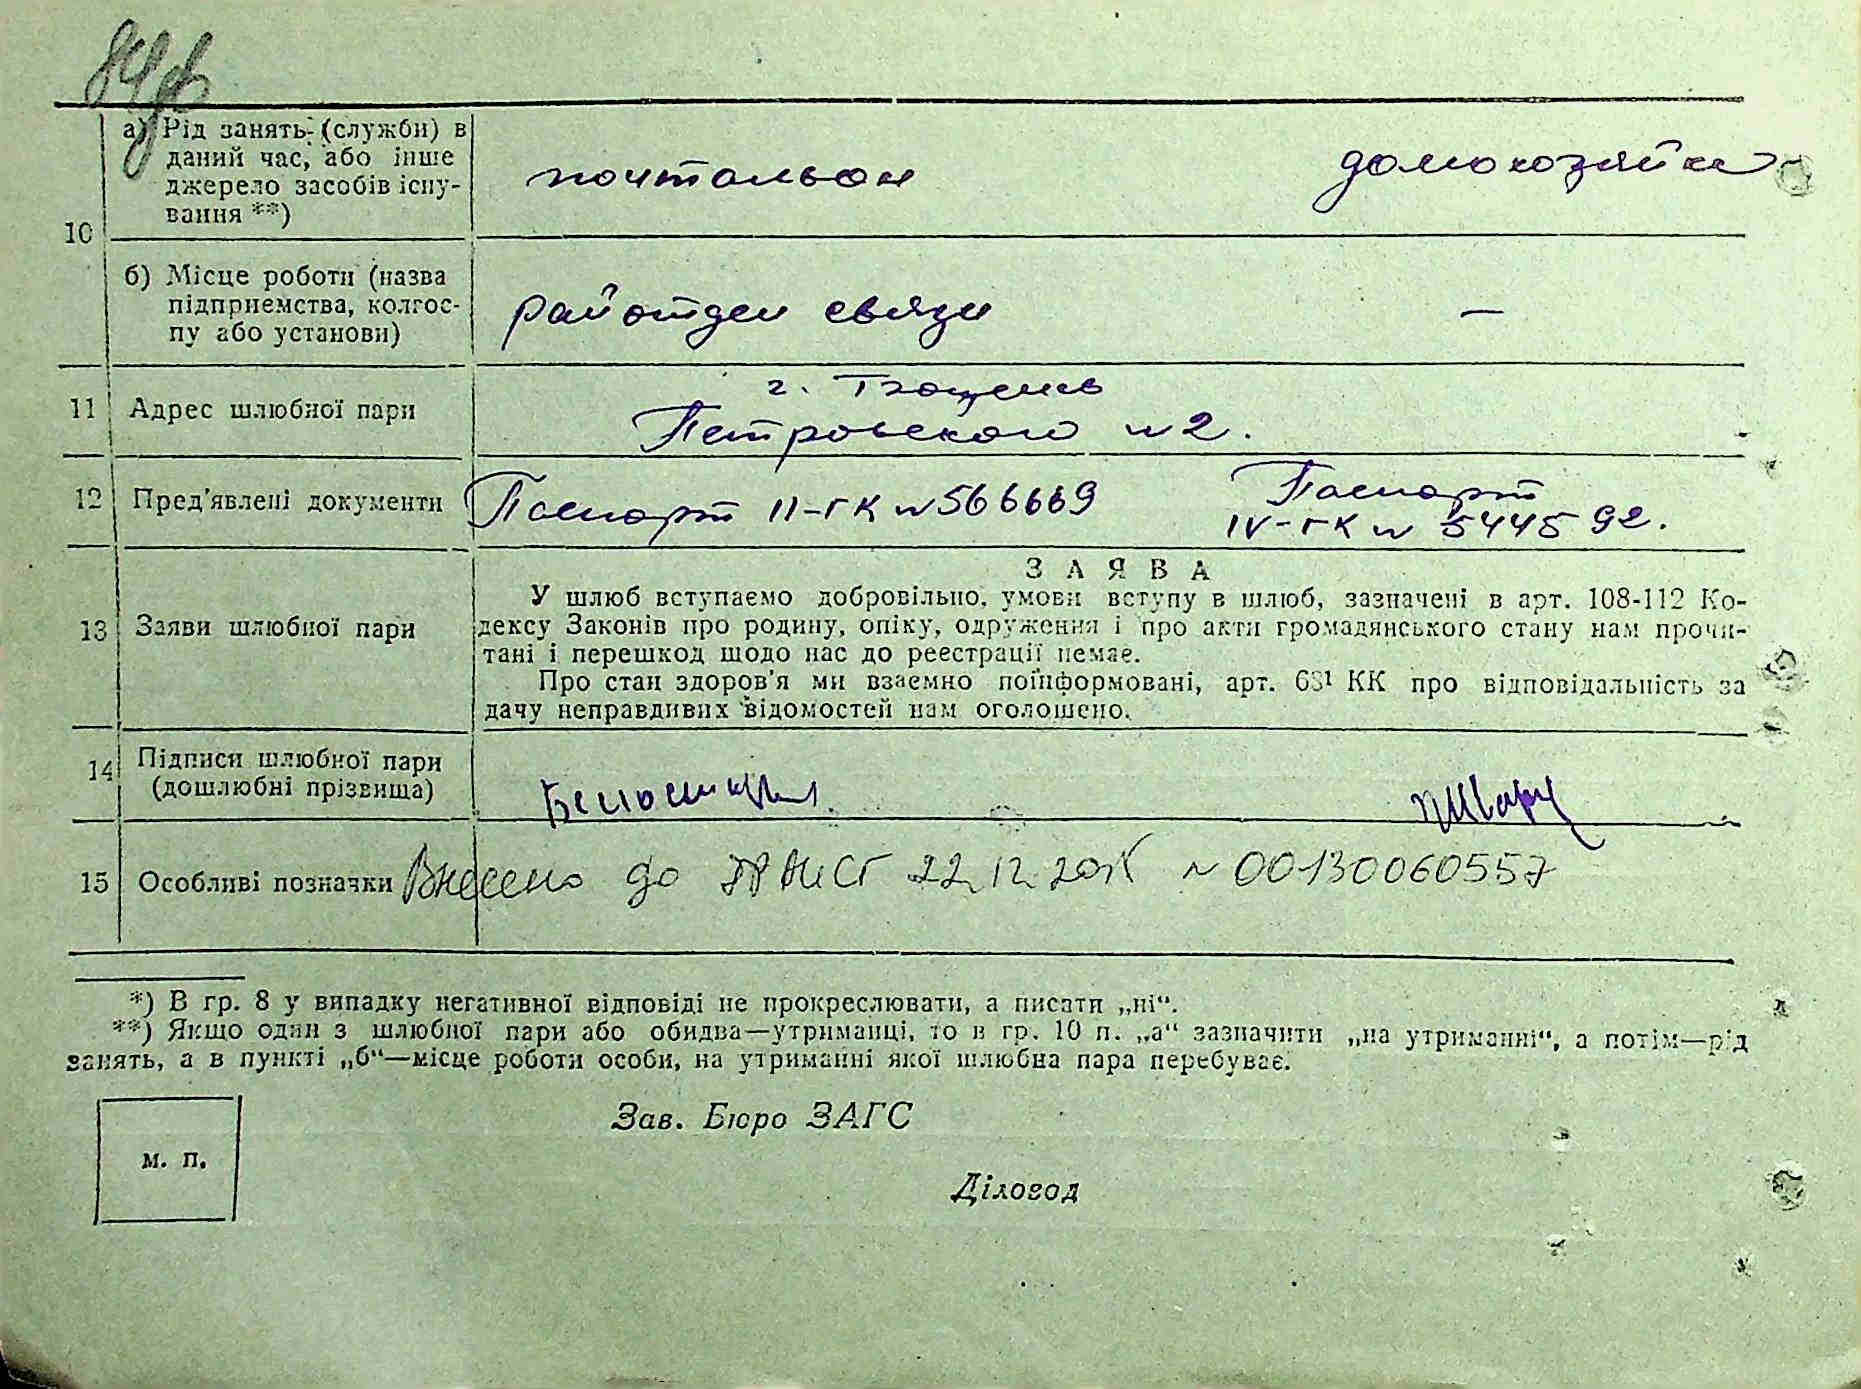 а) Рід занять (служби) в
даний час, або інше
джерело засобів існу-
вання **)
почтальон
домохозяйка
10
б) Місце роботи (назва
підприємства, колгос-
пу або установи)
райотдел связи
—
г. Тлощев
11 Адрес шлюбної пари
Петровского № 2.
12 Пред'явлені документи
Паспорт II-ГК № 566669
Паспорт
IV-ГК № 544592.
З А Я В А
13 Заяви шлюбної пари
У шлюб вступаємо добровільно, умови вступу в шлюб, зазначені в арт. 108-112 Ко-
дексу Законів про родину, опіку, одруження і про акти громадянського стану нам прочи-
тані і перешкод щодо нас до реєстрації немає.
Про стан здоров'я ми взаємно поінформовані, арт. 63¹ КК про відповідальність за
дачу неправдивих відомостей нам оголошено.
14 Підписи шлюбної пари
(дошлюбні прізвища)
15 Особливі позначки Внесено до ДРАЦСГ 22.12.201 № 00130060557
*) В гр. 8 у випадку негативної відповіді не прокреслювати, а писати „ні“.
**) Якщо один з шлюбної пари або обидва—утриманці, то в гр. 10 п. „а“ зазначити „на утриманні“, а потім—рід
занять, а в пункті „б“—місце роботи особи, на утриманні якої шлюбна пара перебуває.
Зав. Бюро ЗАГС
м. п.
Діловод